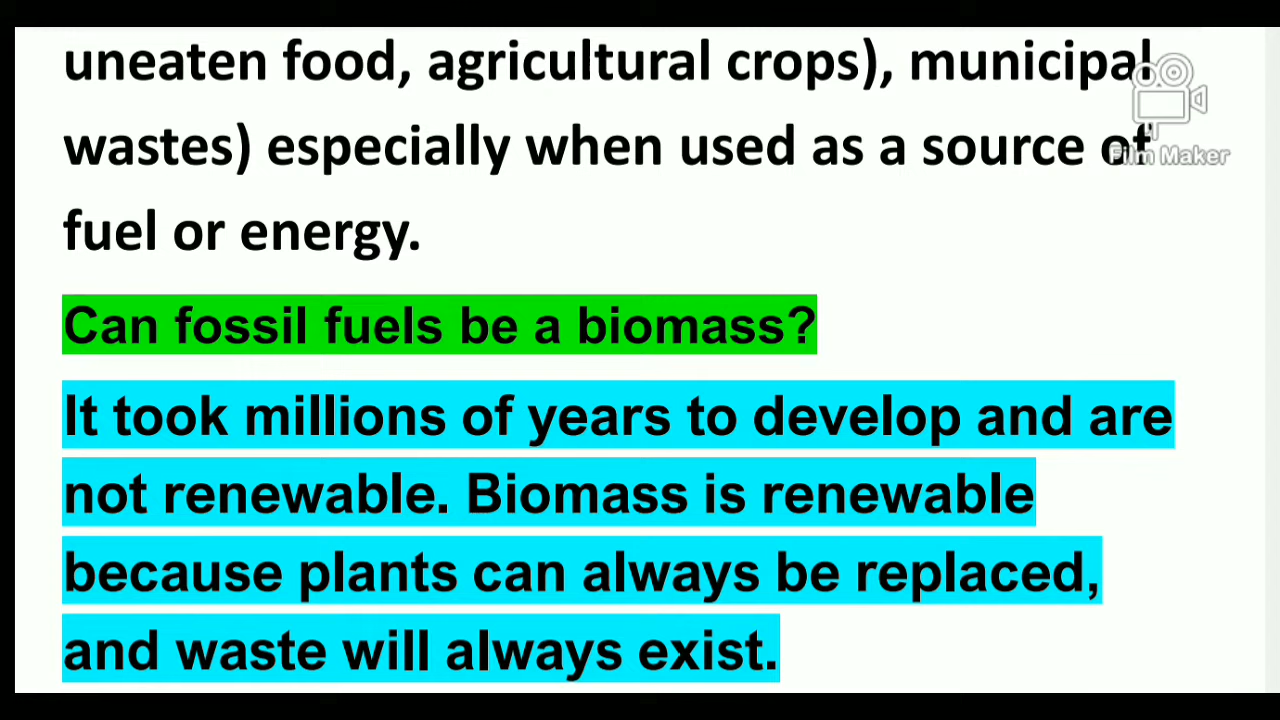 uneaten food, agricultural crops), municipal
wastes) especially when used as a source of
Film Maker
fuel or energy.
Can fossil fuels be a biomass?
It took millions of years to develop and are
not renewable. Biomass is renewable
because plants can always be replaced,
and waste will always exist.